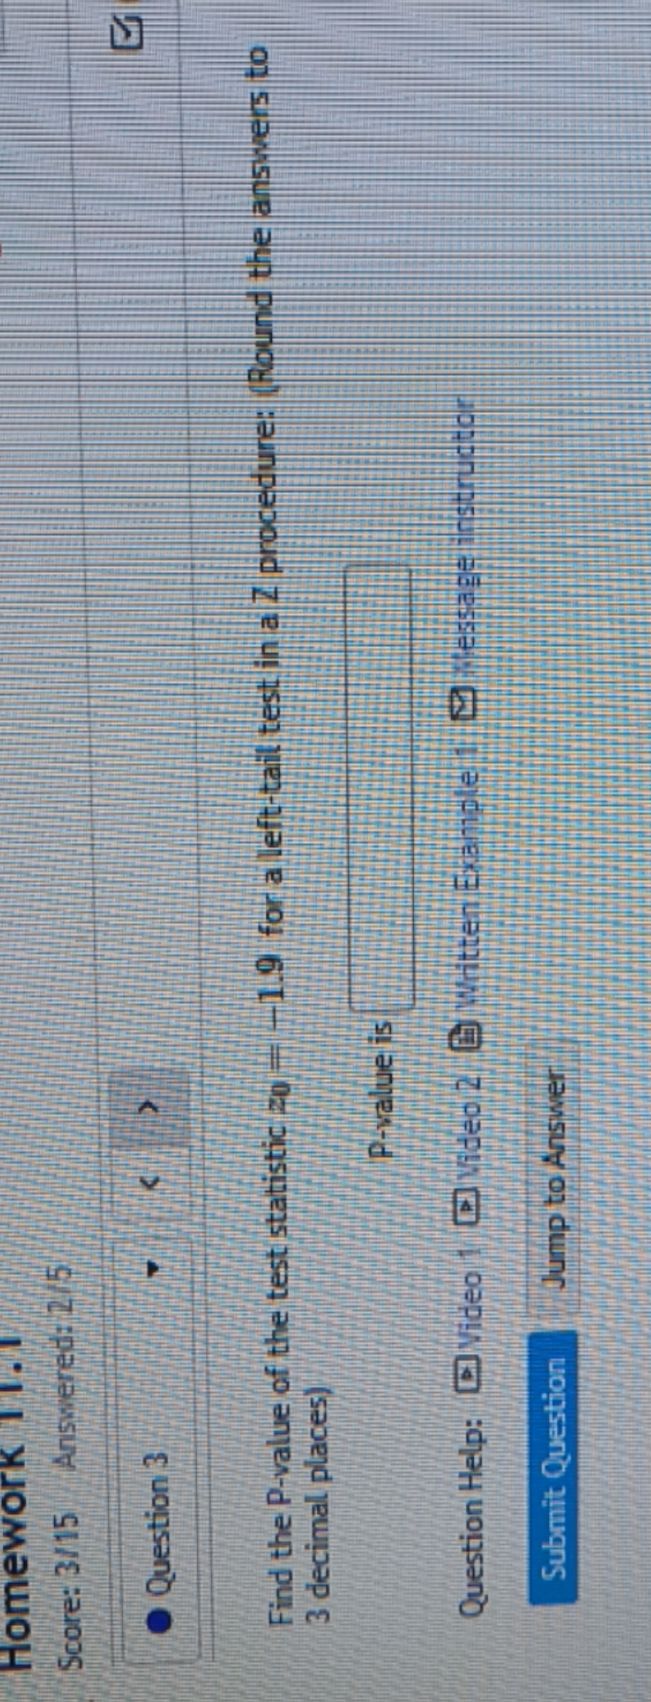 Homework 11.1
Score: 3/15 Answered: 2/5
Question 3
Find the P-value of the test statistic z₀ = −1.9 for a left-tail test in a Z procedure: (Round the answers to
3 decimal places)
P-value is
Question Help: Video 1 Video 2 Written Example 1 Message instructor
Submit Question Jump to Answer